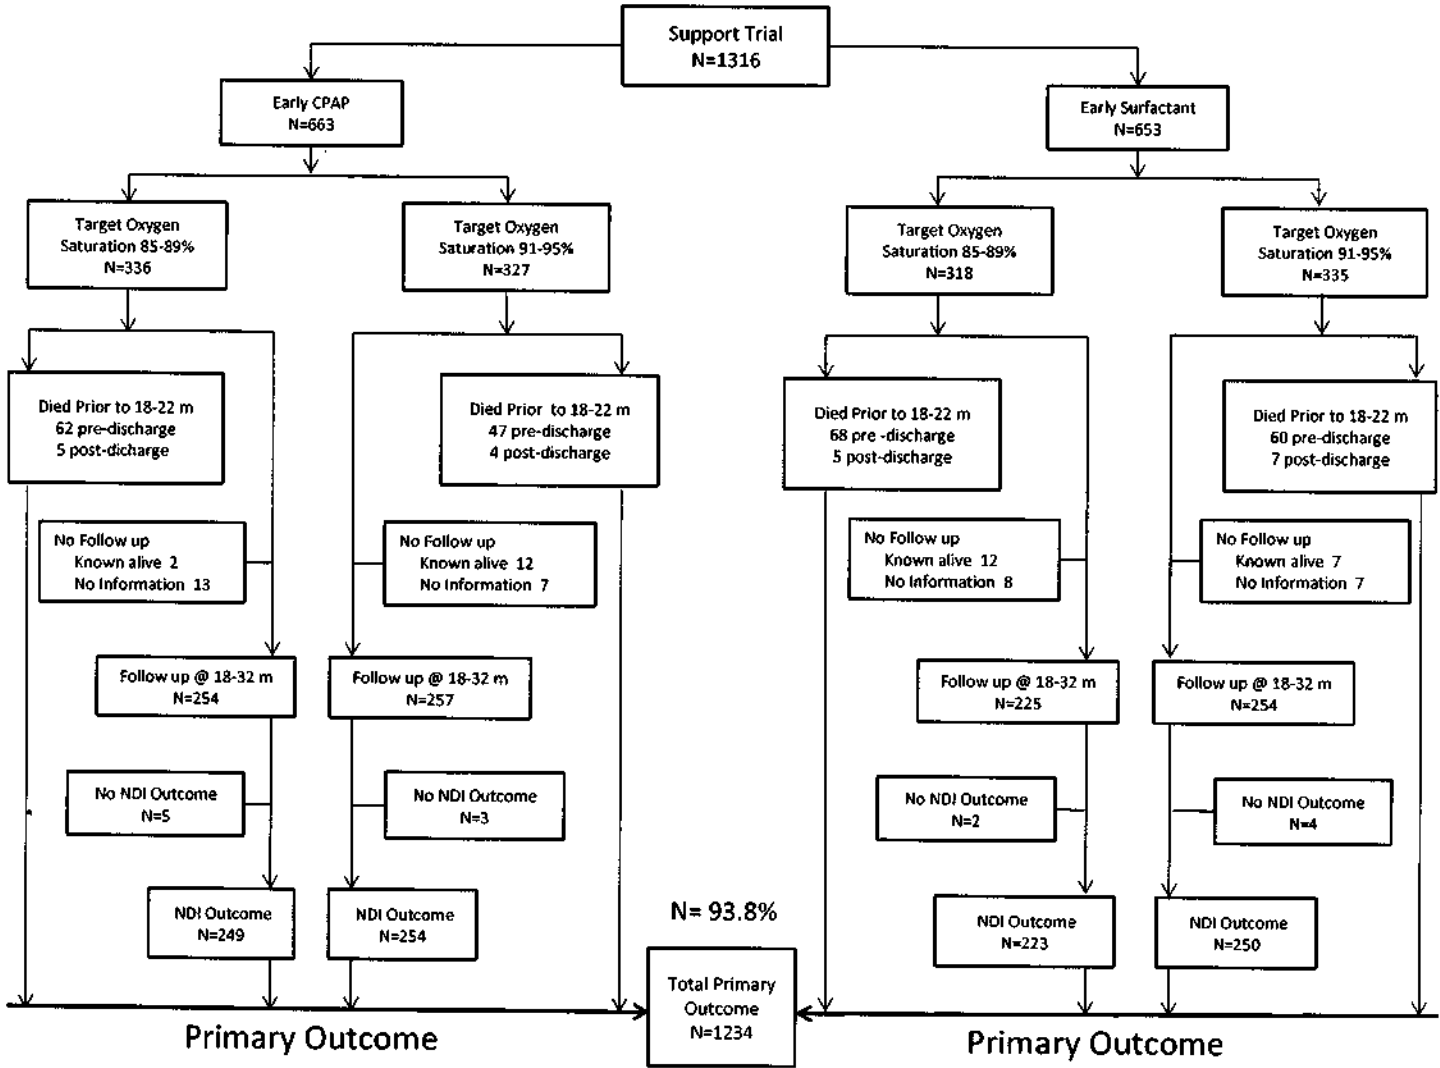 Support Trial
N=1316
Early CPAP
N=663
Early Surfactant
N=653
Target Oxygen
Saturation 85-89%
N=336
Target Oxygen
Saturation 91-95%
N=327
Target Oxygen
Saturation 85-89%
N=318
Target Oxygen
Saturation 91-95%
N=335
Died Prior to 18-22 m
62 pre-discharge
5 post-dicharge
Died Prior to 18-22 m
47 pre-discharge
4 post-discharge
Died Prior to 18-22 m
68 pre -discharge
5 post-discharge
Died Prior to 18-22 m
60 pre-discharge
7 post-discharge
No Follow up
Known alive 2
No Information 13
No Follow up
Known alive 12
No Information 7
No Follow up
Known alive 12
No Information 8
No Follow up
Known alive 7
No Information 7
Follow up @ 18-32 m
N=254
Follow up @ 18-32 m
N=257
Follow up @ 18-32 m
N=225
Follow up @ 18-32 m
N=254
No NDI Outcome
N=5
No NDI Outcome
N=3
No NDI Outcome
N=2
No NDI Outcome
N=4
NDI Outcome
N=249
NDI Outcome
N=254
NDI Outcome
N=223
NDI Outcome
N=250
N= 93.8%
Total Primary
Outcome
N=1234
Primary Outcome
Primary Outcome